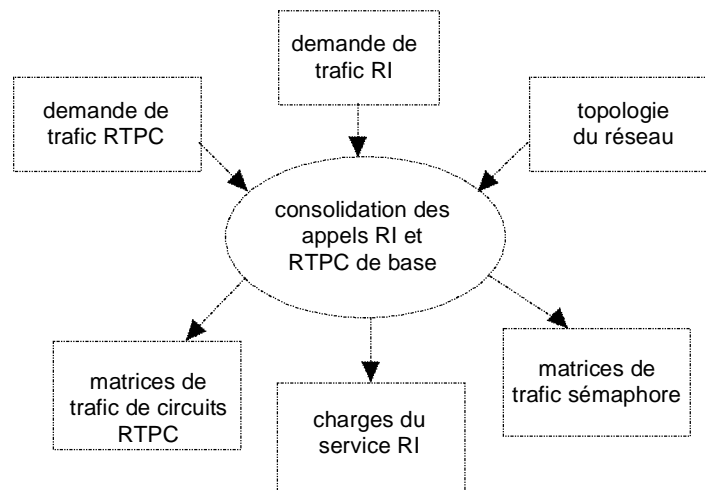 demande de
trafic RI
demande de
trafic RTPC
topologie
du réseau
consolidation des
appels RI et
RTPC de base
matrices de
trafic de circuits
RTPC
charges du
service RI
matrices de
trafic sémaphore